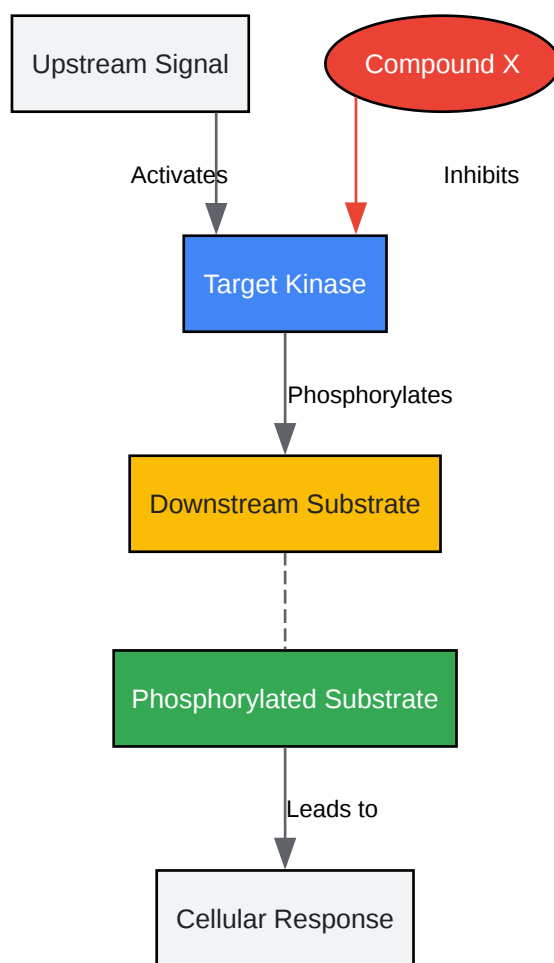 Upstream Signal
Compound X
Activates
Inhibits
Target Kinase
Phosphorylates
Downstream Substrate
Phosphorylated Substrate
Leads to
Cellular Response